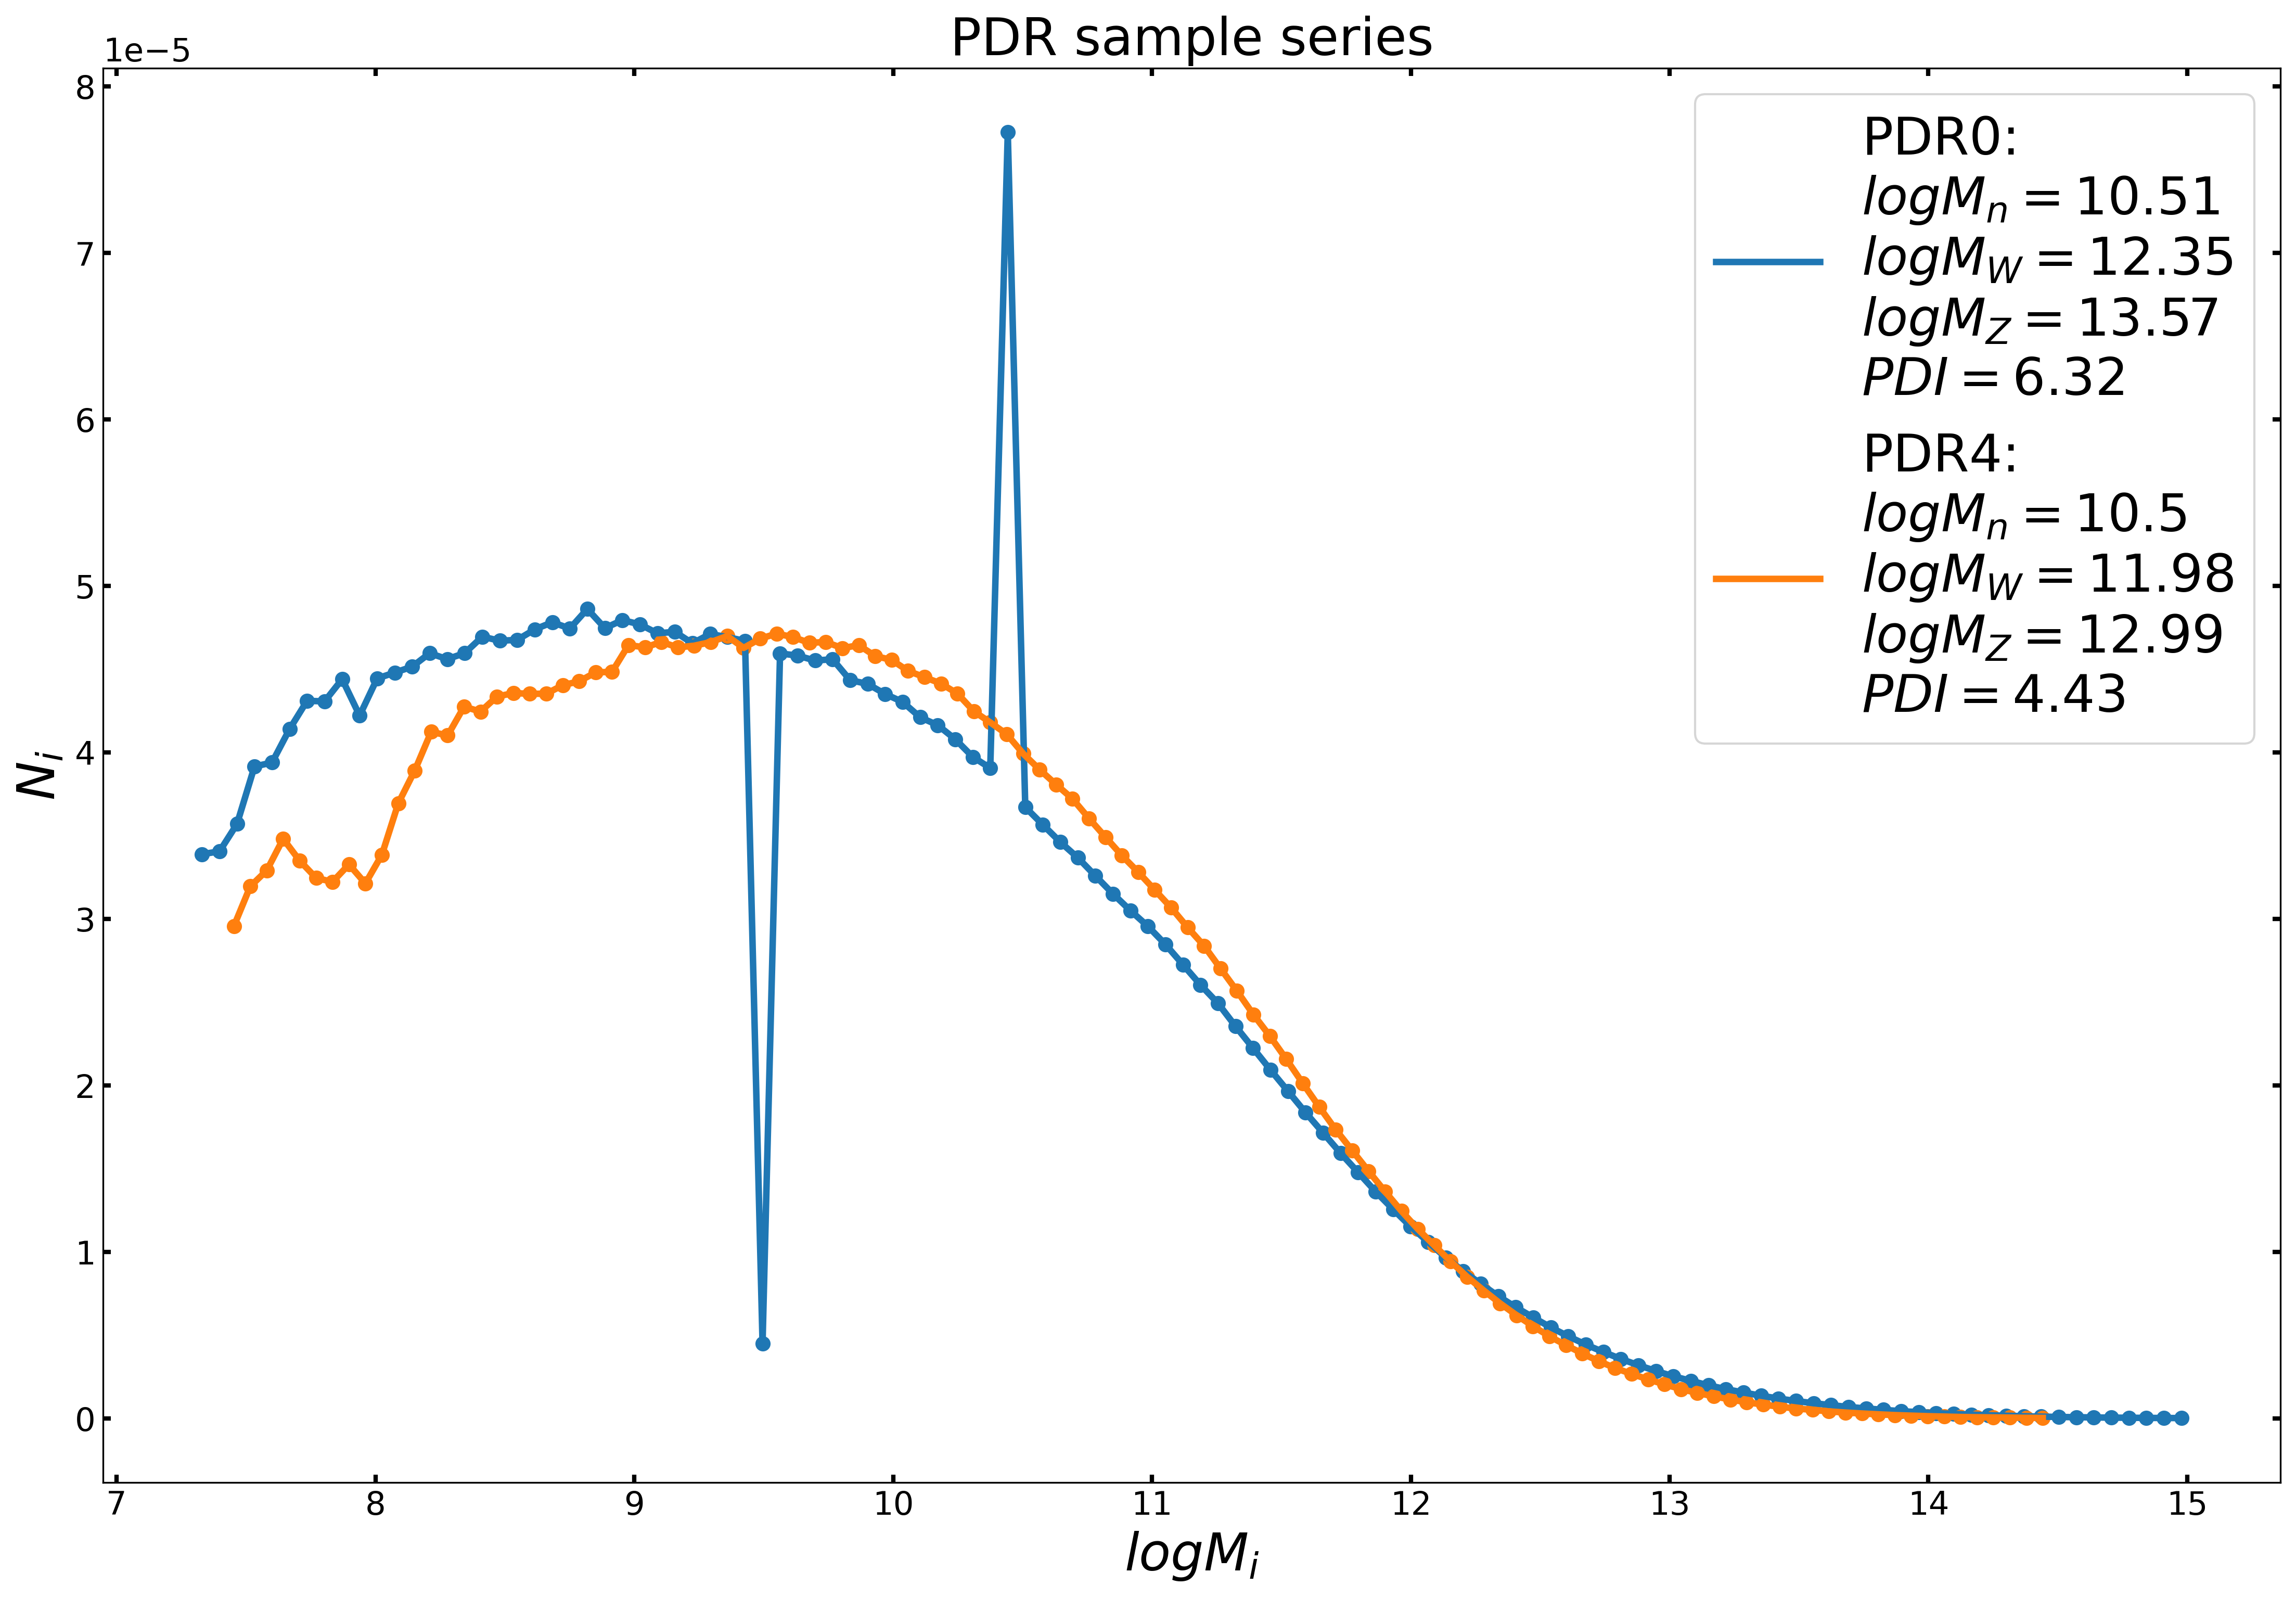 PDR sample series
1e−5
8
7
6
5
4
3
2
1
0
N_i
7 8 9 10 11 12 13 14 15
logM_i
PDR0:
logM_n = 10.51
logM_W = 12.35
logM_Z = 13.57
PDI = 6.32
PDR4:
logM_n = 10.5
logM_W = 11.98
logM_Z = 12.99
PDI = 4.43